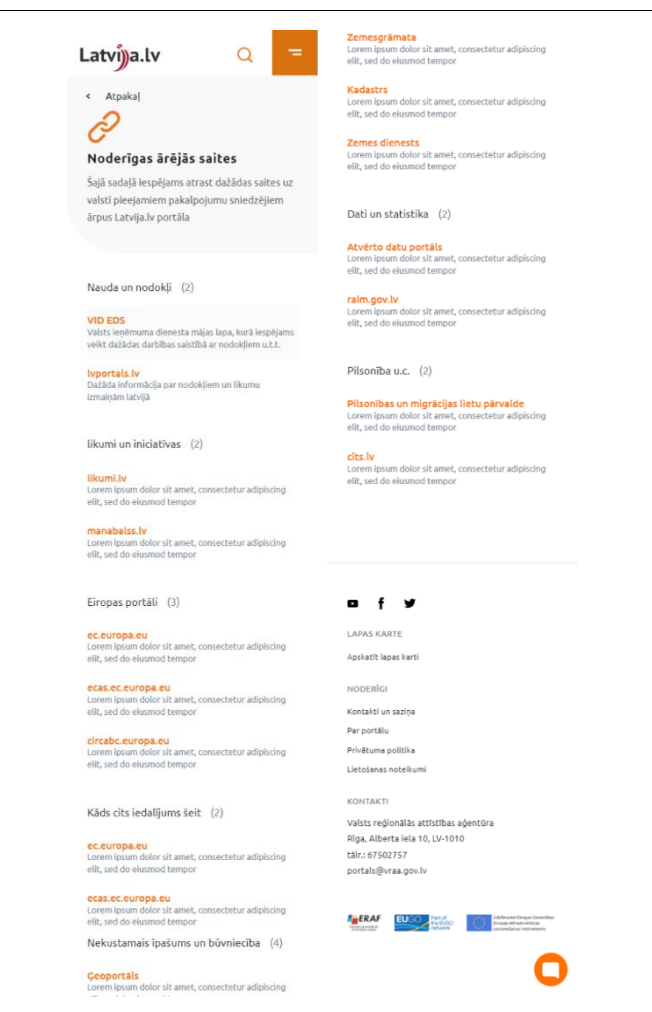 Latvija.lv
Atpakaļ
Noderīgas ārējās saites
Šajā sadaļā iespējams atrast dažādas saites uz
valstī pieejamiem pakalpojumu sniedzējiem
ārpus Latvija.lv portāla
Nauda un nodokļi (2)
VID EDS
Valsts ieņēmuma dienesta mājas lapa, kurā iespējams
veikt dažādas darbības saistībā ar nodokļiem u.t.t.
lvportals.lv
Dažāda informācija par nodokļiem un likumu
izmaiņām latvijā
likumi un iniciatīvas (2)
likumi.lv
Lorem ipsum dolor sit amet, consectetur adipiscing
elit, sed do eiusmod tempor
manabalss.lv
Lorem ipsum dolor sit amet, consectetur adipiscing
elit, sed do eiusmod tempor
Eiropas portāli (3)
ec.europa.eu
Lorem ipsum dolor sit amet, consectetur adipiscing
elit, sed do eiusmod tempor
ecas.ec.europa.eu
Lorem ipsum dolor sit amet, consectetur adipiscing
elit, sed do eiusmod tempor
circabc.europa.eu
Lorem ipsum dolor sit amet, consectetur adipiscing
elit, sed do eiusmod tempor
Kāds cits iedalījums šeit (2)
ec.europa.eu
Lorem ipsum dolor sit amet, consectetur adipiscing
elit, sed do eiusmod tempor
ecas.ec.europa.eu
Lorem ipsum dolor sit amet, consectetur adipiscing
elit, sed do eiusmod tempor
Nekustamais īpašums un būvniecība (4)
Ģeoportāls
Lorem ipsum dolor sit amet, consectetur adipiscing
Zemesgrāmata
Lorem ipsum dolor sit amet, consectetur adipiscing
elit, sed do eiusmod tempor
Kadastrs
Lorem ipsum dolor sit amet, consectetur adipiscing
elit, sed do eiusmod tempor
Zemes dienests
Lorem ipsum dolor sit amet, consectetur adipiscing
elit, sed do eiusmod tempor
Dati un statistika (2)
Atvērto datu portāls
Lorem ipsum dolor sit amet, consectetur adipiscing
elit, sed do eiusmod tempor
raim.gov.lv
Lorem ipsum dolor sit amet, consectetur adipiscing
elit, sed do eiusmod tempor
Pilsonība u.c. (2)
Pilsonības un migrācijas lietu pārvalde
Lorem ipsum dolor sit amet, consectetur adipiscing
elit, sed do eiusmod tempor
cits.lv
Lorem ipsum dolor sit amet, consectetur adipiscing
elit, sed do eiusmod tempor
LAPAS KARTE
Apskatīt lapas karti
NODERĪGI
Kontakti un saziņa
Par portālu
Privātuma politika
Lietošanas noteikumi
KONTAKTI
Valsts reģionālās attīstības aģentūra
Rīga, Alberta iela 10, LV-1010
tālr.: 67502757
portals@vraa.gov.lv
ERAF
EUGO
Part of
the EUGO
network